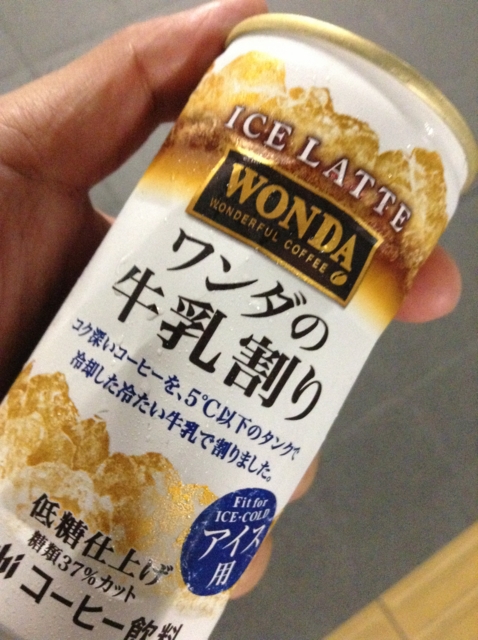 ICE LATTE
WONDA
WONDERFUL COFFEE
ワンダの
牛乳割り
コク深いコーヒーを、5℃以下のタンクで
冷却した冷たい牛乳で割りました。
Fit for
ICE-COLD
アイス
用
低糖仕上げ
糖類37%カット
コーヒー飲料